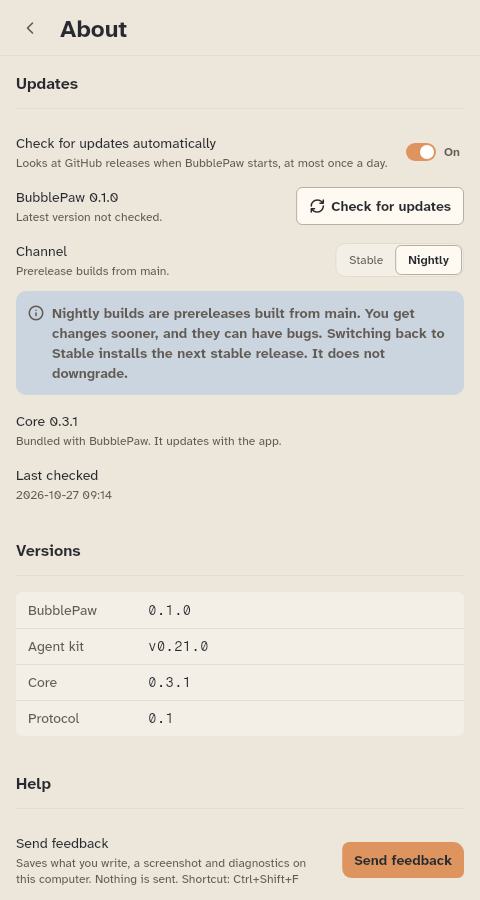 About
Updates
Check for updates automatically
Looks at GitHub releases when BubblePaw starts, at most once a day.
On
BubblePaw 0.1.0
Latest version not checked.
Check for updates
Channel
Prerelease builds from main.
Stable
Nightly
Nightly builds are prereleases built from main. You get
changes sooner, and they can have bugs. Switching back to
Stable installs the next stable release. It does not
downgrade.
Core 0.3.1
Bundled with BubblePaw. It updates with the app.
Last checked
2026-10-27 09:14
Versions
BubblePaw 0.1.0
Agent kit v0.21.0
Core 0.3.1
Protocol 0.1
Help
Send feedback
Saves what you write, a screenshot and diagnostics on
this computer. Nothing is sent. Shortcut: Ctrl+Shift+F
Send feedback